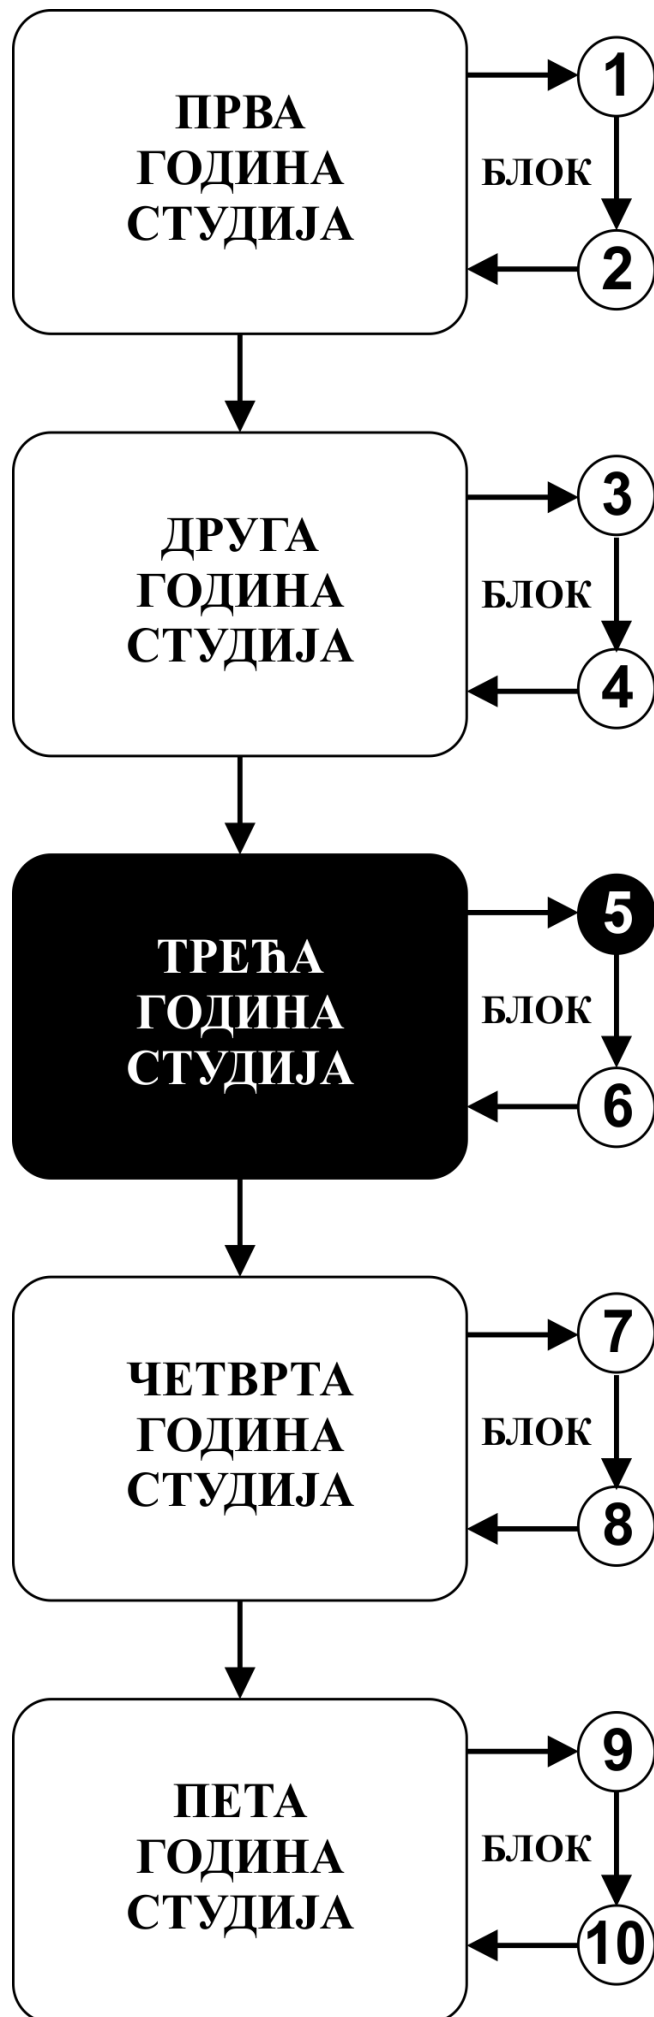 ПРВА
ГОДИНА
СТУДИЈА
1
БЛОК
2
ДРУГА
ГОДИНА
СТУДИЈА
3
БЛОК
4
ТРЕЋА
ГОДИНА
СТУДИЈА
5
БЛОК
6
ЧЕТВРТА
ГОДИНА
СТУДИЈА
7
БЛОК
8
ПЕТА
ГОДИНА
СТУДИЈА
9
БЛОК
10